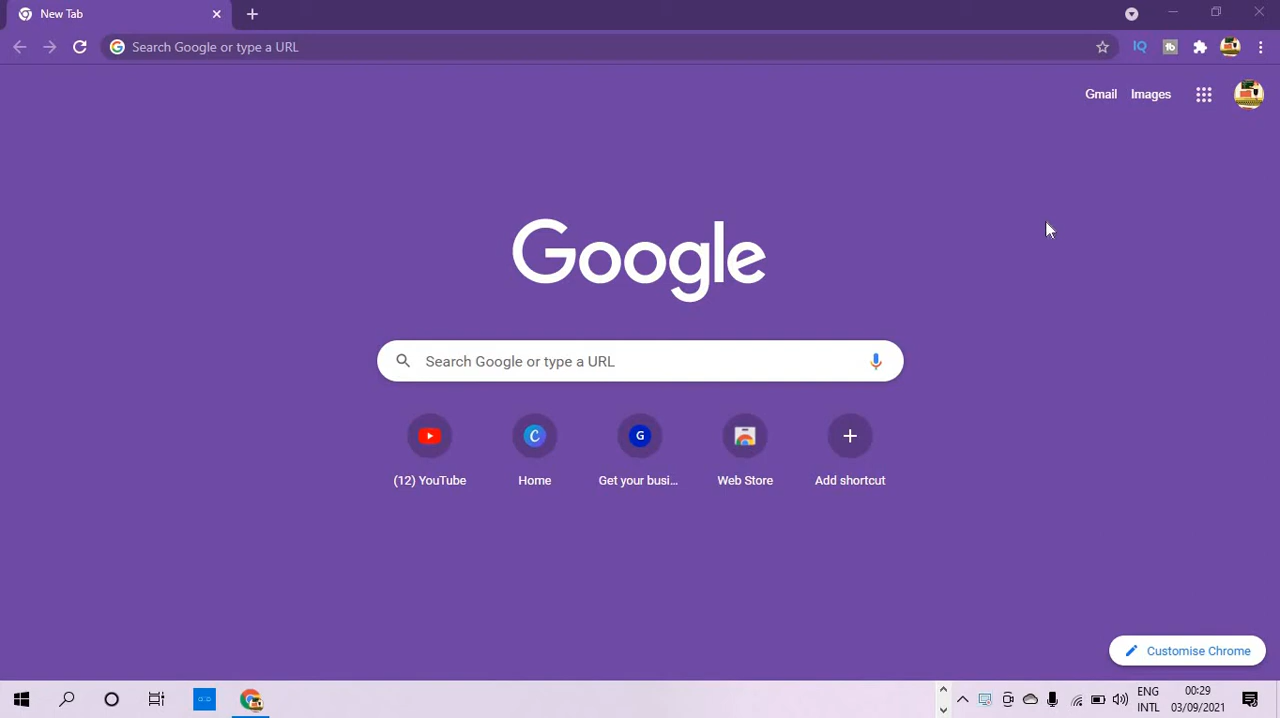 New Tab
Search Google or type a URL
IQ
tb
Gmail
Images
Google
Search Google or type a URL
C
G
(12) YouTube
Home
Get your busi...
Web Store
Add shortcut
Customise Chrome
ENG
INTL
00:29
03/09/2021